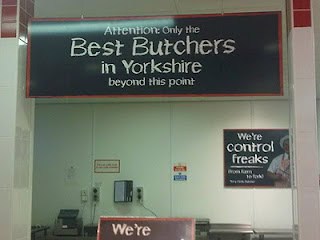 Attention: Only the
Best Butchers
in Yorkshire
beyond this point
We're
control
freaks
From Farm
to York!
We're